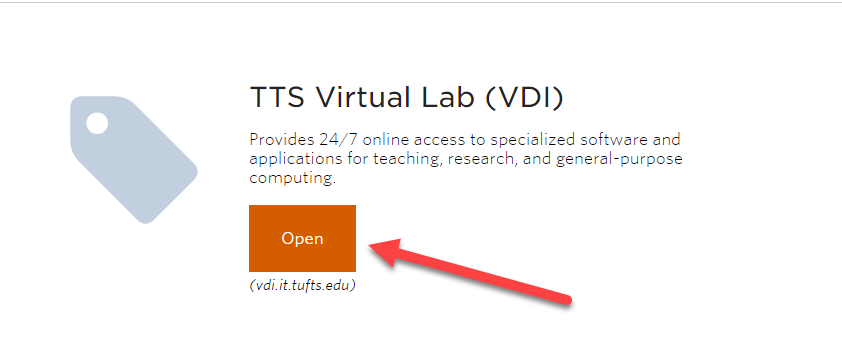 TTS Virtual Lab (VDI)
Provides 24/7 online access to specialized software and
applications for teaching, research, and general-purpose
computing.
Open
(vdi.it.tufts.edu)